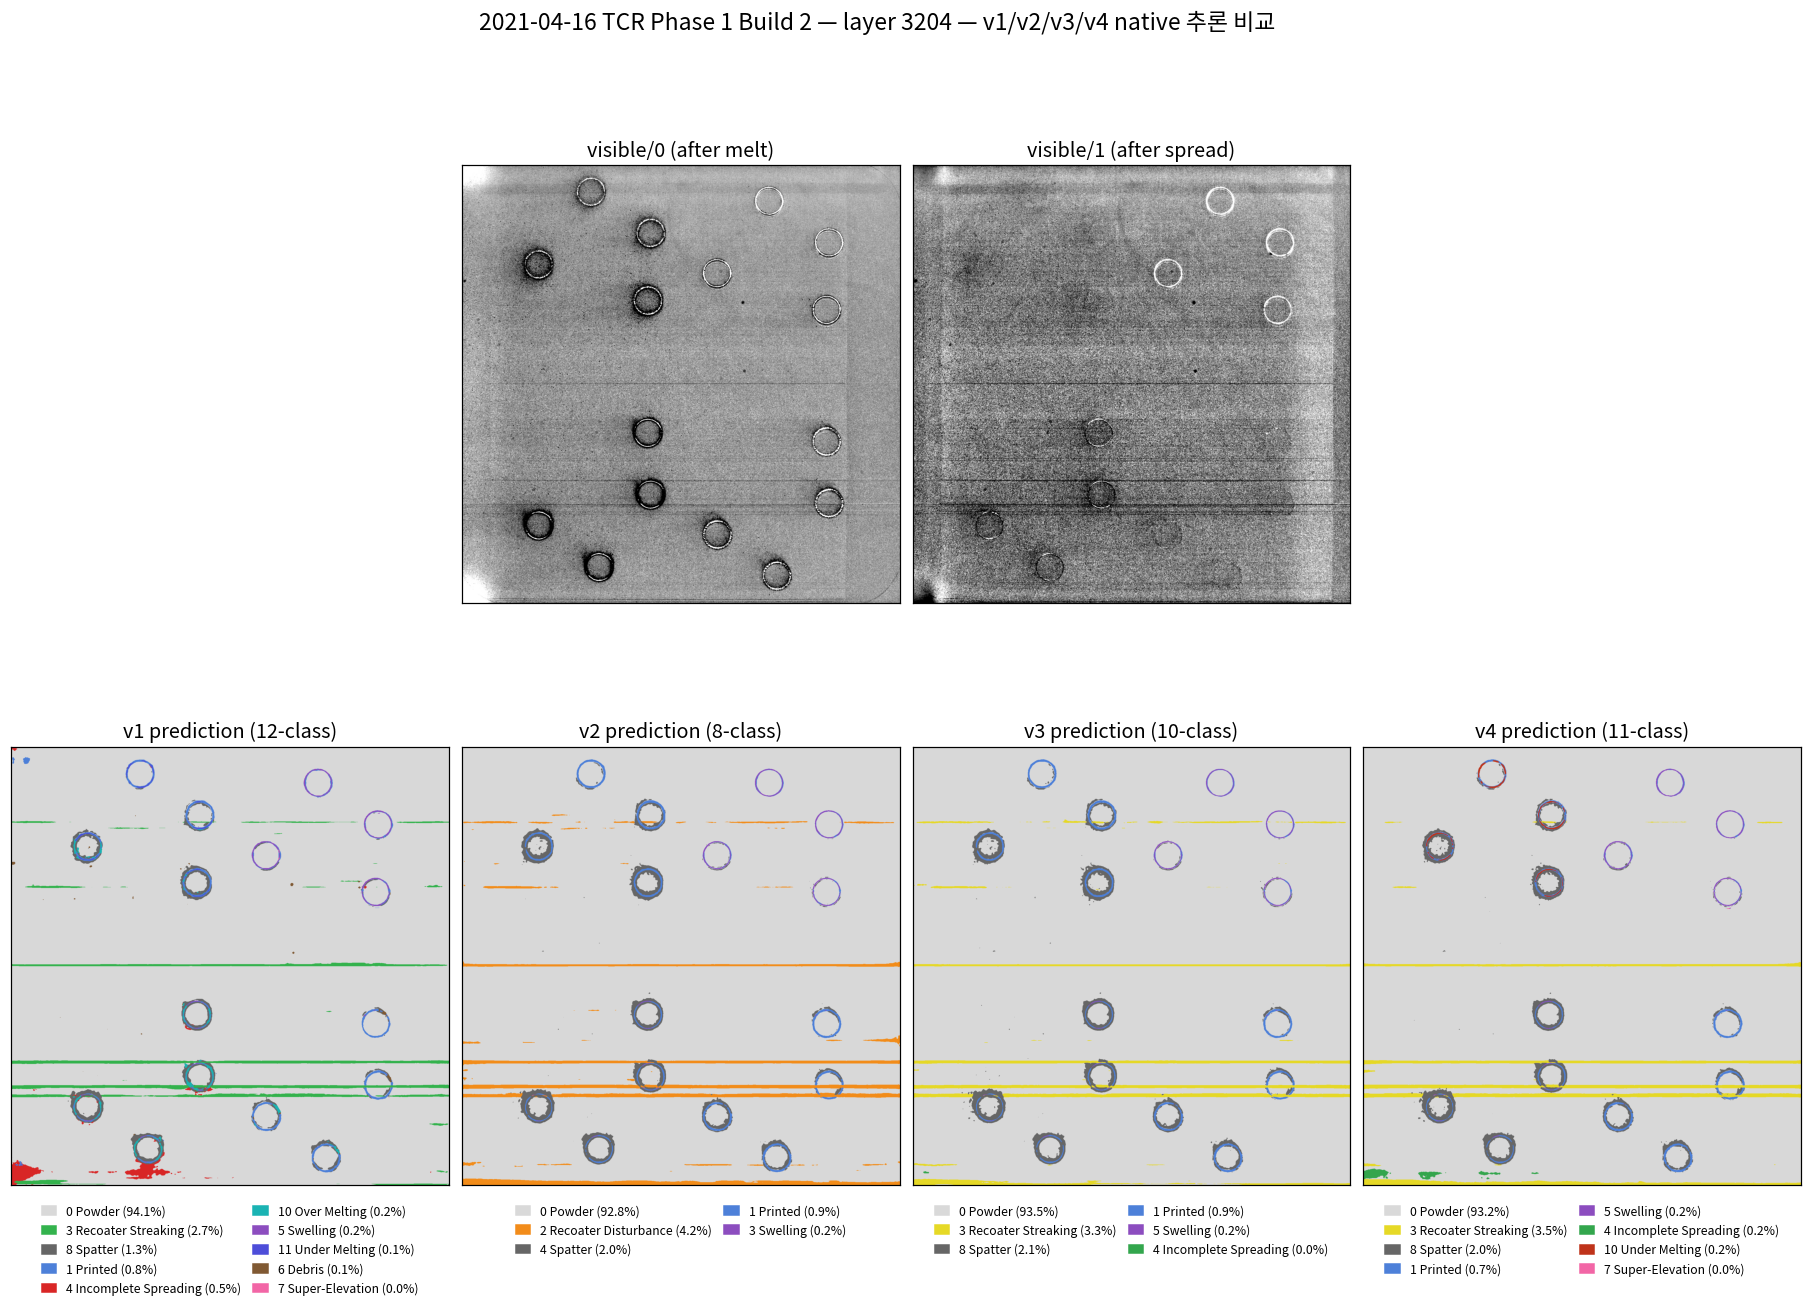 2021-04-16 TCR Phase 1 Build 2 — layer 3204 — v1/v2/v3/v4 native 추론 비교
visible/0 (after melt)
visible/1 (after spread)
v1 prediction (12-class)
v2 prediction (8-class)
v3 prediction (10-class)
v4 prediction (11-class)
0 Powder (94.1%)
3 Recoater Streaking (2.7%)
8 Spatter (1.3%)
1 Printed (0.8%)
4 Incomplete Spreading (0.5%)
10 Over Melting (0.2%)
5 Swelling (0.2%)
11 Under Melting (0.1%)
6 Debris (0.1%)
7 Super-Elevation (0.0%)
0 Powder (92.8%)
2 Recoater Disturbance (4.2%)
4 Spatter (2.0%)
1 Printed (0.9%)
3 Swelling (0.2%)
0 Powder (93.5%)
3 Recoater Streaking (3.3%)
8 Spatter (2.1%)
1 Printed (0.9%)
5 Swelling (0.2%)
4 Incomplete Spreading (0.0%)
0 Powder (93.2%)
3 Recoater Streaking (3.5%)
8 Spatter (2.0%)
1 Printed (0.7%)
5 Swelling (0.2%)
4 Incomplete Spreading (0.2%)
10 Under Melting (0.2%)
7 Super-Elevation (0.0%)